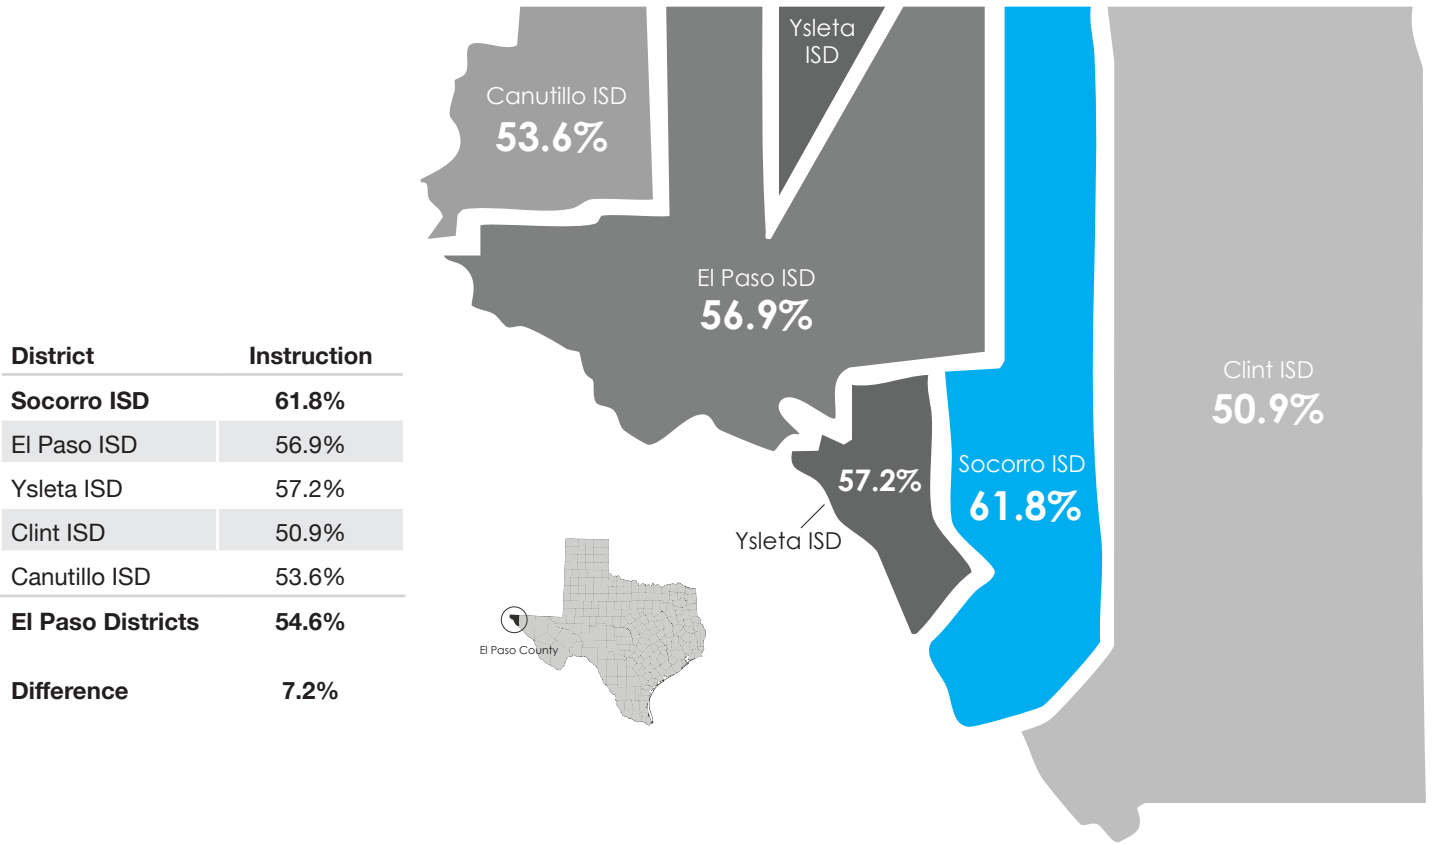 Ysleta
ISD
Canutillo ISD
53.6%
El Paso ISD
56.9%
Clint ISD
50.9%
Socorro ISD
61.8%
57.2%
Ysleta ISD
El Paso County
District Instruction
Socorro ISD 61.8%
El Paso ISD 56.9%
Ysleta ISD 57.2%
Clint ISD 50.9%
Canutillo ISD 53.6%
El Paso Districts 54.6%
Difference 7.2%